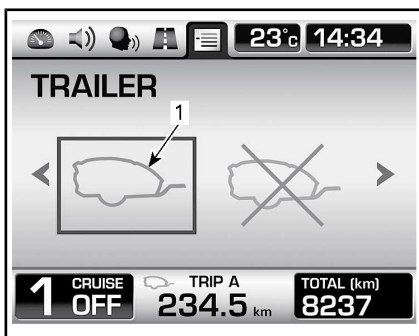 23°c 14:34
TRAILER
1
1 CRUISE OFF
TRIP A
234.5 km
TOTAL (km)
8237